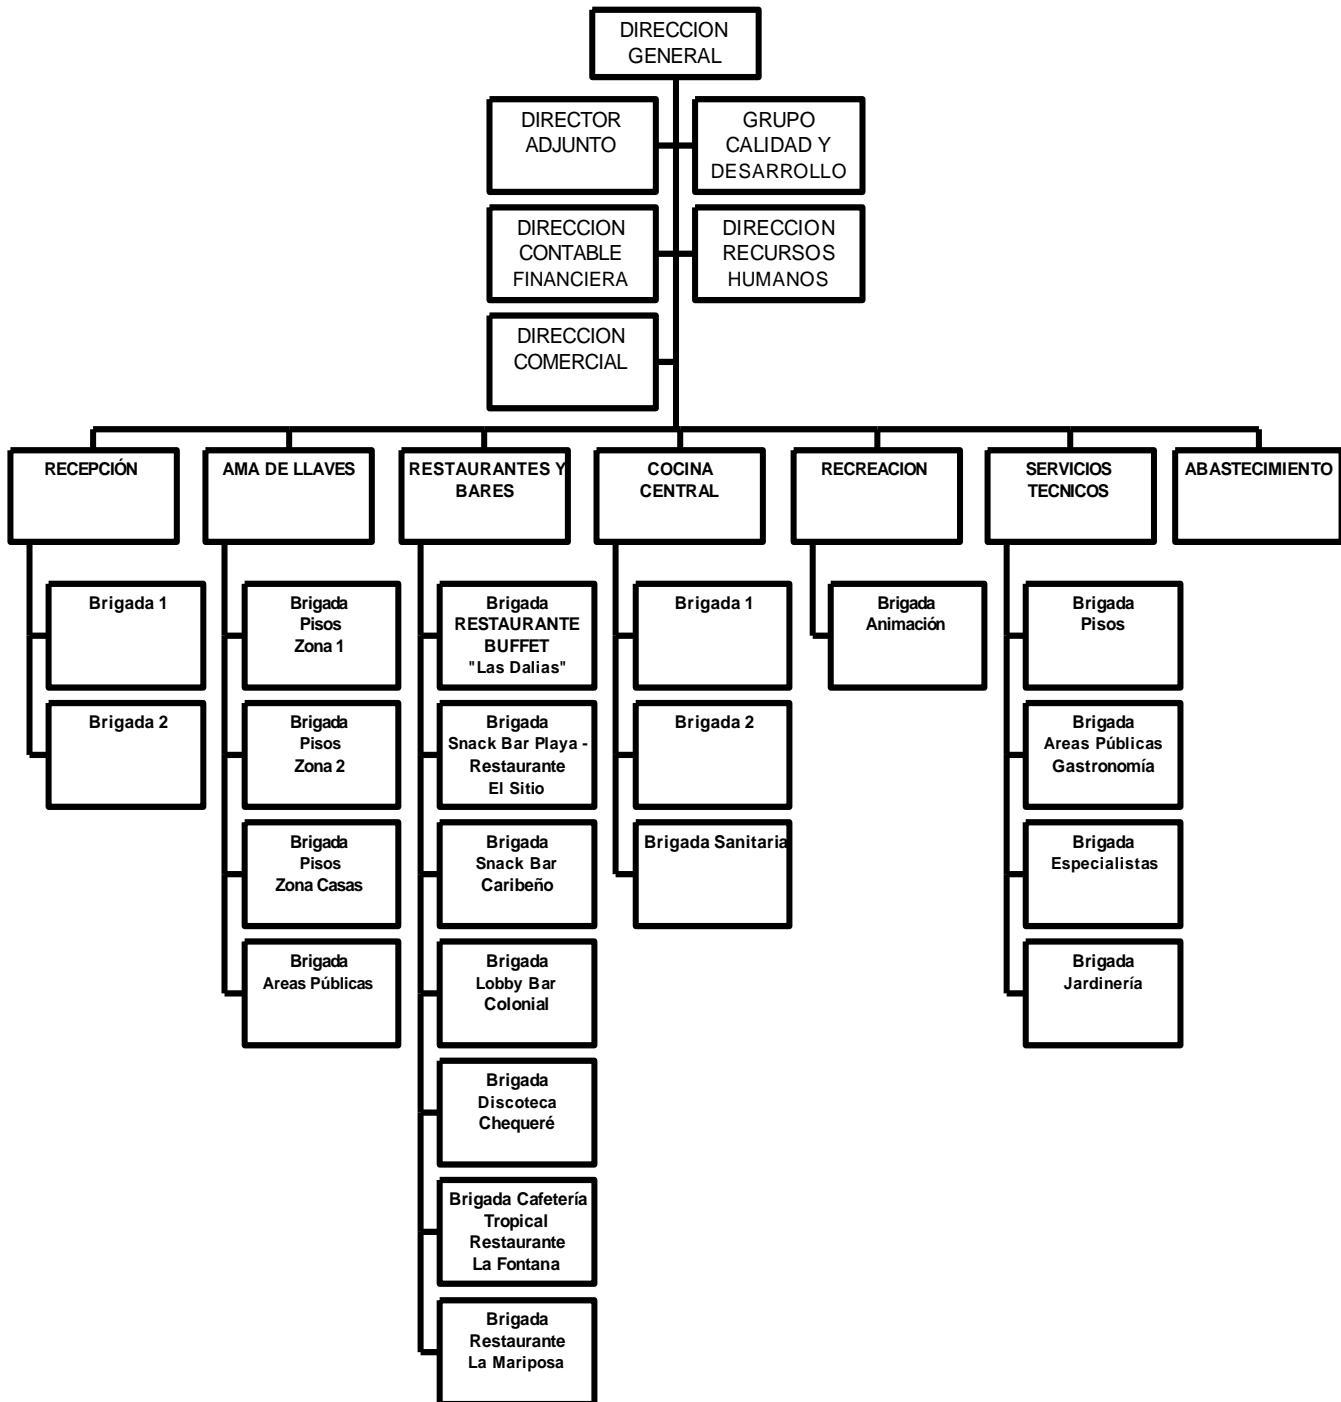 DIRECCION
GENERAL
DIRECTOR
ADJUNTO
GRUPO
CALIDAD Y
DESARROLLO
DIRECCION
CONTABLE
FINANCIERA
DIRECCION
RECURSOS
HUMANOS
DIRECCION
COMERCIAL
RECEPCIÓN
AMA DE LLAVES
RESTAURANTES Y
BARES
COCINA
CENTRAL
RECREACION
SERVICIOS
TECNICOS
ABASTECIMIENTO
Brigada 1
Brigada 2
Brigada
Pisos
Zona 1
Brigada
Pisos
Zona 2
Brigada
Pisos
Zona Casas
Brigada
Areas Públicas
Brigada
RESTAURANTE
BUFFET
"Las Dalias"
Brigada
Snack Bar Playa -
Restaurante
El Sitio
Brigada
Snack Bar
Caribeño
Brigada
Lobby Bar
Colonial
Brigada
Discoteca
Chequeré
Brigada Cafetería
Tropical
Restaurante
La Fontana
Brigada
Restaurante
La Mariposa
Brigada 1
Brigada 2
Brigada Sanitaria
Brigada
Animación
Brigada
Pisos
Brigada
Areas Públicas
Gastronomía
Brigada
Especialistas
Brigada
Jardinería